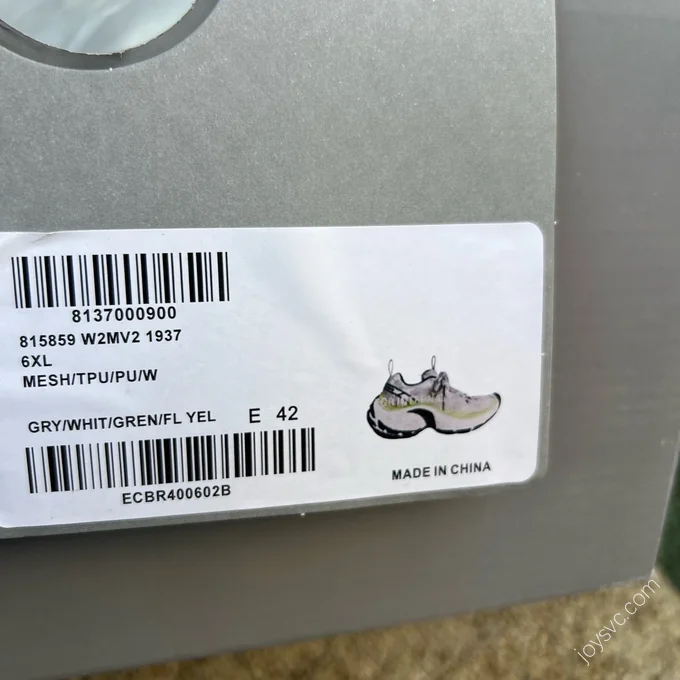 8137000900
815859 W2MV2 1937
6XL
MESH/TPU/PU/W
GRY/WHIT/GREN/FL YEL E 42
ECBR400602B
MADE IN CHINA
joysvc.com